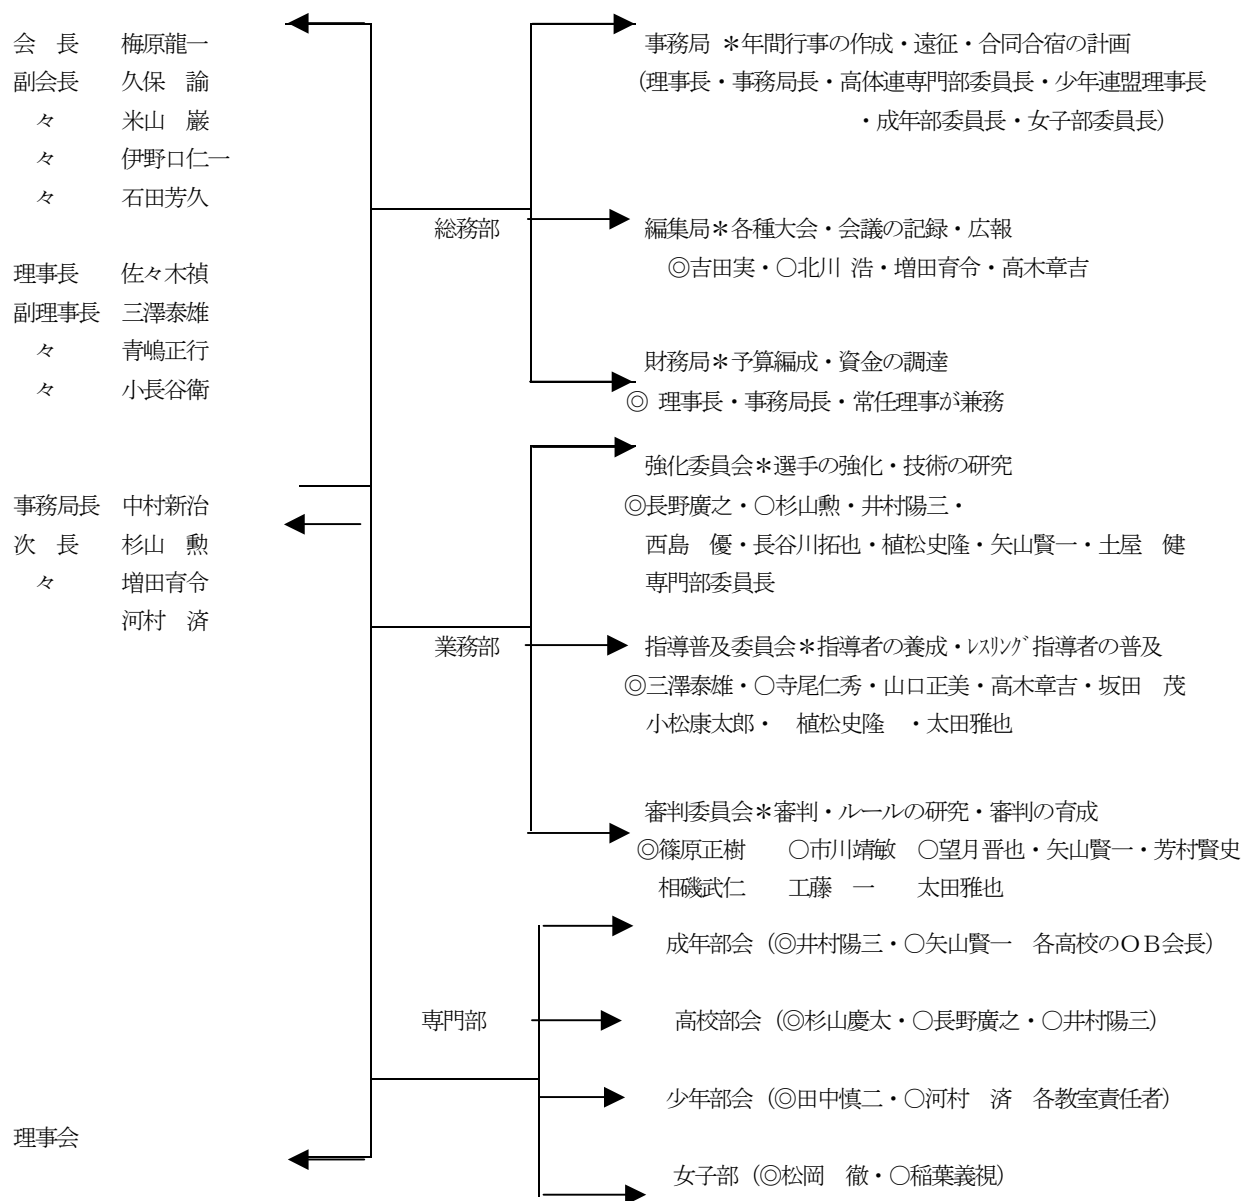 会　長　　梅原龍一
副会長　　久保　諭
々　　米山　巌
々　　伊野口仁一
々　　石田芳久
理事長　　佐々木禎
副理事長　三澤泰雄
々　　青嶋正行
々　　小長谷衛
事務局長　中村新治
次　長　　杉山　勲
々　　増田育令
河村　済
理事会
総務部
事務局 ＊年間行事の作成・遠征・合同合宿の計画
(理事長・事務局長・高体連専門部委員長・少年連盟理事長
・成年部委員長・女子部委員長)
編集局＊各種大会・会議の記録・広報
◎吉田実・○北川 浩・増田育令・高木章吉
財務局＊予算編成・資金の調達
◎ 理事長・事務局長・常任理事が兼務
業務部
強化委員会＊選手の強化・技術の研究
◎長野廣之・○杉山勲・井村陽三・
西島　優・長谷川拓也・植松史隆・矢山賢一・土屋　健
専門部委員長
指導普及委員会＊指導者の養成・ﾚｽﾘﾝｸﾞ指導者の普及
◎三澤泰雄・○寺尾仁秀・山口正美・高木章吉・坂田　茂
小松康太郎・　植松史隆　・太田雅也
審判委員会＊審判・ルールの研究・審判の育成
◎篠原正樹　　○市川靖敏　○望月晋也・矢山賢一・芳村賢史
相磯武仁　　工藤　一　　太田雅也
専門部
成年部会 (◎井村陽三・○矢山賢一　各高校のＯＢ会長)
高校部会 (◎杉山慶太・○長野廣之・○井村陽三)
少年部会 (◎田中慎二・○河村　済　各教室責任者)
女子部 (◎松岡　徹・○稲葉義視)